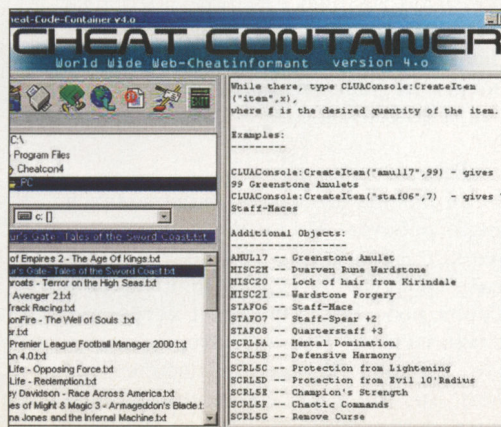 heat-Code-Container v4.0
CHEAT CONTAINER
World Wide Web-Cheatinformant version 4.0
C:\
Program Files
Cheatcon4
PC
c: []
ur's Gate- Tales of the Sword Coast.txt
of Empires 2 - The Age Of Kings.txt
ur's Gate- Tales of the Sword Coast.txt
throats - Terror on the High Seas.txt
Avenger 2.txt
Track Racing.txt
onFire - The Well of Souls .txt
er.txt
Premier League Football Manager 2000.txt
on 4.0.txt
Life - Opposing Force.txt
Life - Redemption.txt
ey Davidson - Race Across America.txt
es of Might & Magic 3 - Armageddon's Blade.t
na Jones and the Infernal Machine.txt
While there, type CLUAConsole:CreateItem
("item",x),
where # is the desired quantity of the item.
Examples:
---------
CLUAConsole:CreateItem("amul17",99) - gives
99 Greenstone Amulets
CLUAConsole:CreateItem("staf06",7) - gives 7
Staff-Maces
Additional Objects:
-------------------
AMUL17 -- Greenstone Amulet
MISC2M -- Dwarven Rune Wardstone
MISC20 -- Lock of hair from Kirindale
MISC2I -- Wardstone Forgery
STAF06 -- Staff-Mace
STAF07 -- Staff-Spear +2
STAF08 -- Quarterstaff +3
SCRL5A -- Mental Domination
SCRL5B -- Defensive Harmony
SCRL5C -- Protection from Lightening
SCRL5D -- Protection from Evil 10'Radius
SCRL5E -- Champion's Strength
SCRL5F -- Chaotic Commands
SCRL5G -- Remove Curse